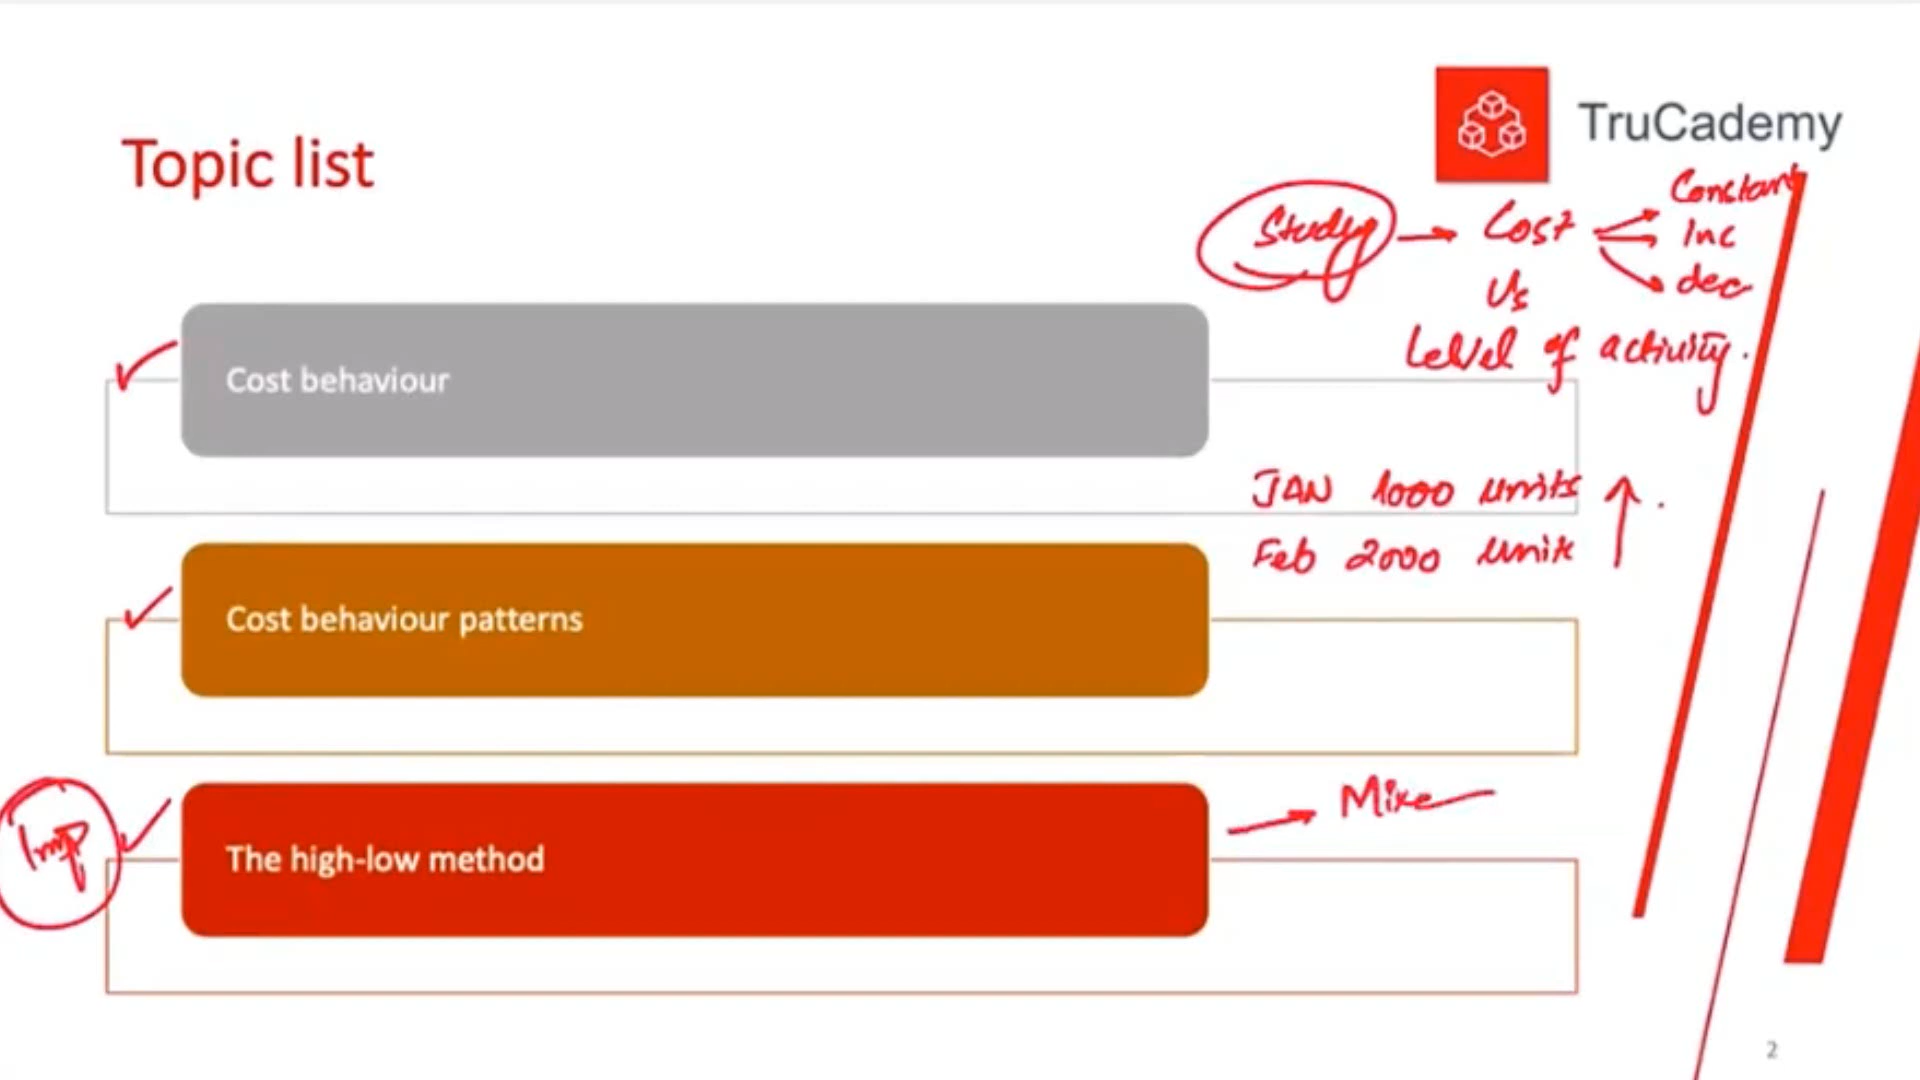 TruCademy
Topic list
Constant
Study → Cost
Inc
dec
Vs
Level of activity.
Cost behaviour
JAN 1000 units
Feb 2000 Units
Cost behaviour patterns
Mixe
Imp
The high-low method
2